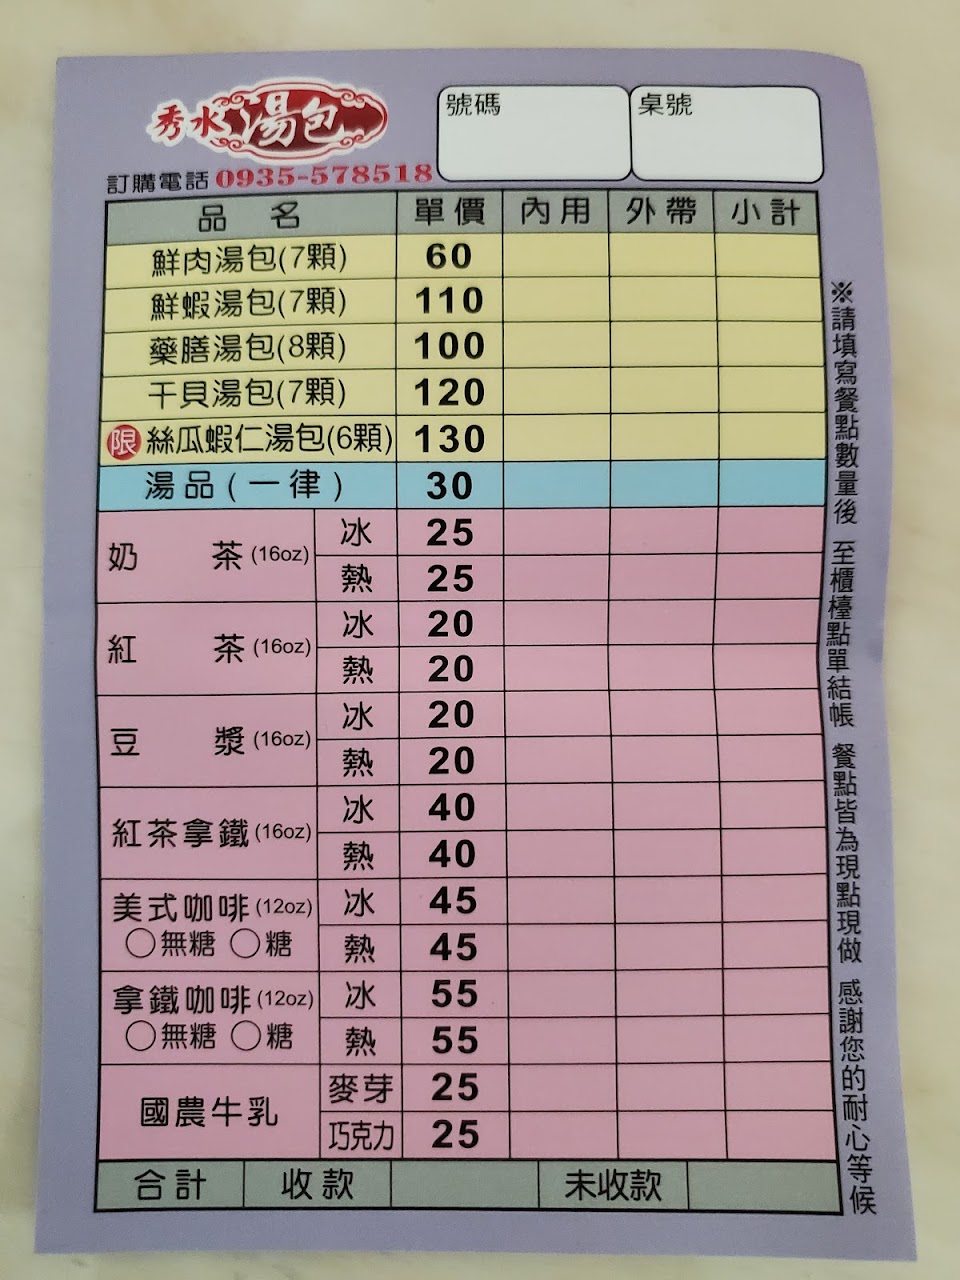 秀水湯包
號碼
桌號
訂購電話 0935-578518
品名 單價 內用 外帶 小計
鮮肉湯包(7顆) 60
鮮蝦湯包(7顆) 110
藥膳湯包(8顆) 100
干貝湯包(7顆) 120
限 絲瓜蝦仁湯包(6顆) 130
湯品(一律) 30
奶茶(16oz) 冰 25
熱 25
紅茶(16oz) 冰 20
熱 20
豆漿(16oz) 冰 20
熱 20
紅茶拿鐵(16oz) 冰 40
熱 40
美式咖啡(12oz) 冰 45
○無糖 ○糖 熱 45
拿鐵咖啡(12oz) 冰 55
○無糖 ○糖 熱 55
國農牛乳 麥芽 25
巧克力 25
合計 收款 未收款
※請填寫餐點數量後 至櫃檯點單結帳 餐點皆為現點現做 感謝您的耐心等候